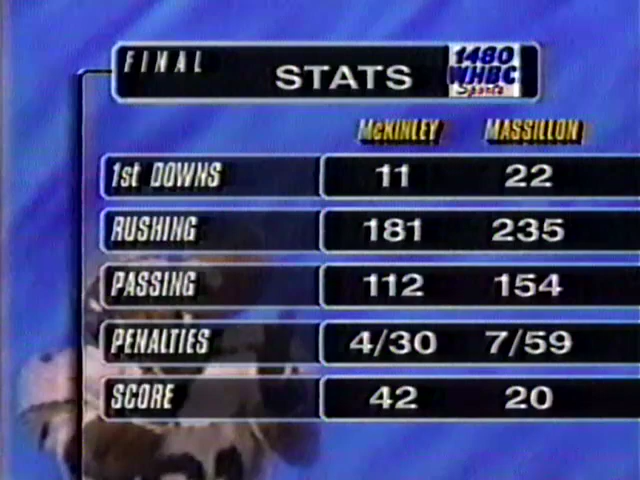 FINAL
STATS
1480
WHBC
Sports
McKINLEY MASSILLON
1st DOWNS 11 22
RUSHING 181 235
PASSING 112 154
PENALTIES 4/30 7/59
SCORE 42 20